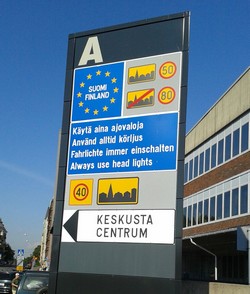 A
SUOMI
FINLAND
50
80
Käytä aina ajovaloja
Använd alltid körljus
Fahrlichte immer einschalten
Always use head lights
40
KESKUSTA
CENTRUM